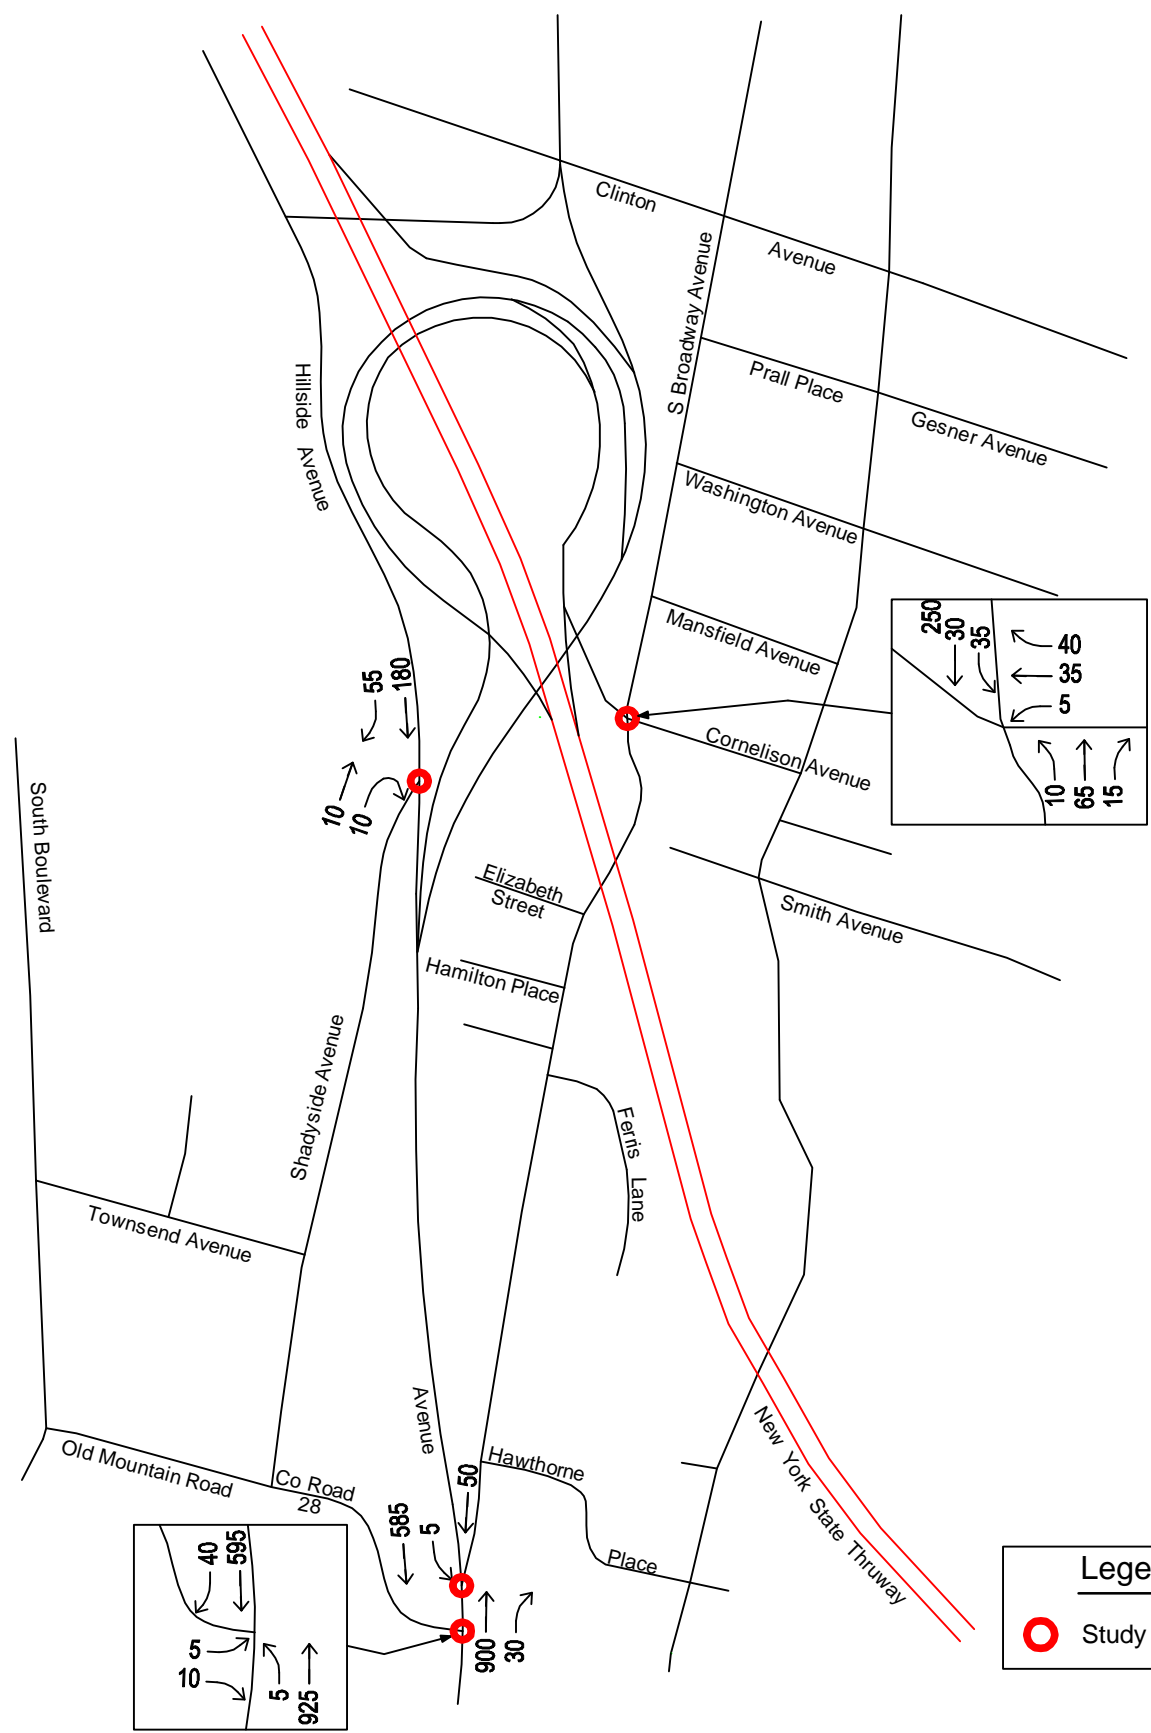 Clinton
Avenue
S Broadway Avenue
Prall Place
Gesner Avenue
Hillside Avenue
Washington Avenue
Mansfield Avenue
250
30
35
40
35
5
10
65
15
55
180
10
10
Cornelison Avenue
South Boulevard
Elizabeth
Street
Smith Avenue
Hamilton Place
Shadyside Avenue
Ferris Lane
Townsend Avenue
Avenue
New York State Thruway
Old Mountain Road
Co Road
28
Hawthorne
Place
50
585
5
900
30
40
595
5
10
5
925
Lege
Study